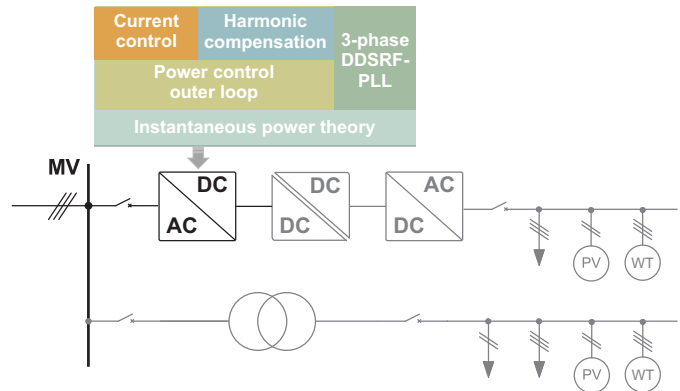 Current
control
Harmonic
compensation
3-phase
DDSRF-
PLL
Power control
outer loop
Instantaneous power theory
MV
DC
AC
DC
DC
AC
DC
PV
WT
PV
WT